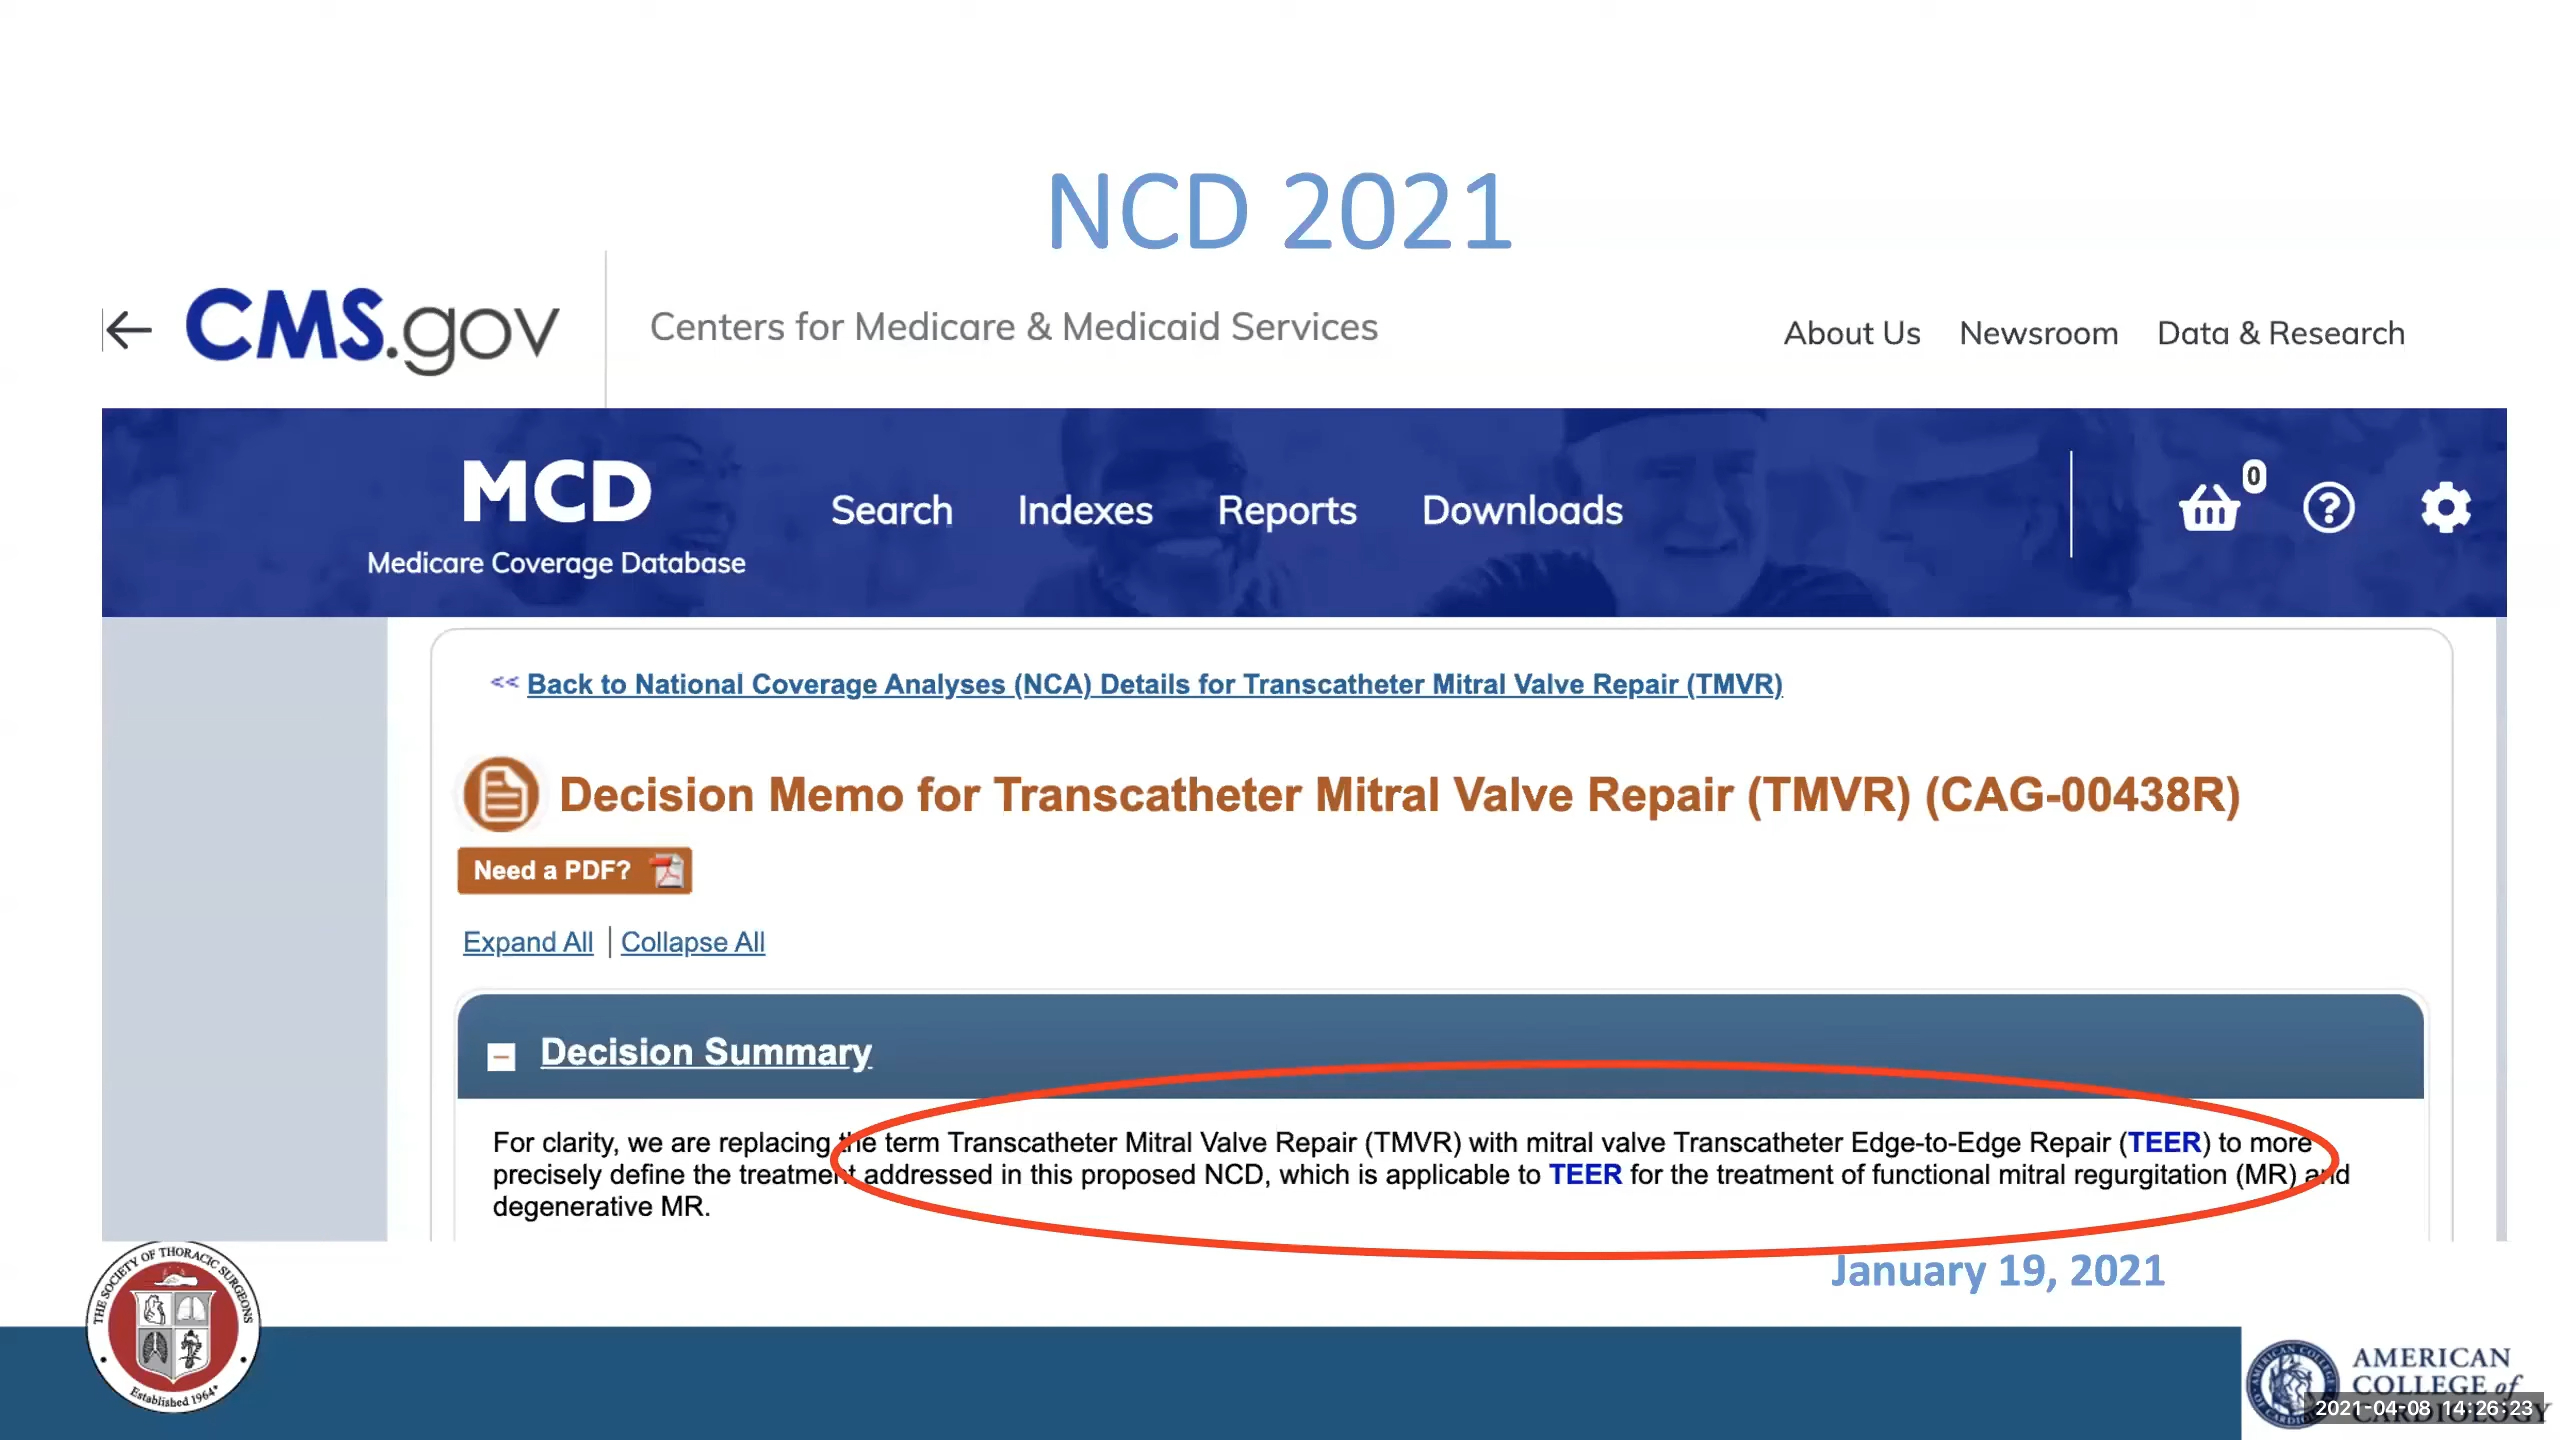 NCD 2021
CMS.gov
Centers for Medicare & Medicaid Services
About Us Newsroom Data & Research
MCD
Medicare Coverage Database
Search Indexes Reports Downloads
0
?
<< Back to National Coverage Analyses (NCA) Details for Transcatheter Mitral Valve Repair (TMVR)
Decision Memo for Transcatheter Mitral Valve Repair (TMVR) (CAG-00438R)
Need a PDF?
Expand All | Collapse All
Decision Summary
For clarity, we are replacing the term Transcatheter Mitral Valve Repair (TMVR) with mitral valve Transcatheter Edge-to-Edge Repair (TEER) to more
precisely define the treatment addressed in this proposed NCD, which is applicable to TEER for the treatment of functional mitral regurgitation (MR) and
degenerative MR.
January 19, 2021
THE SOCIETY OF THORACIC SURGEONS
Established 1964
AMERICAN
COLLEGE of
CARDIOLOGY
2021-04-08 14:26:23